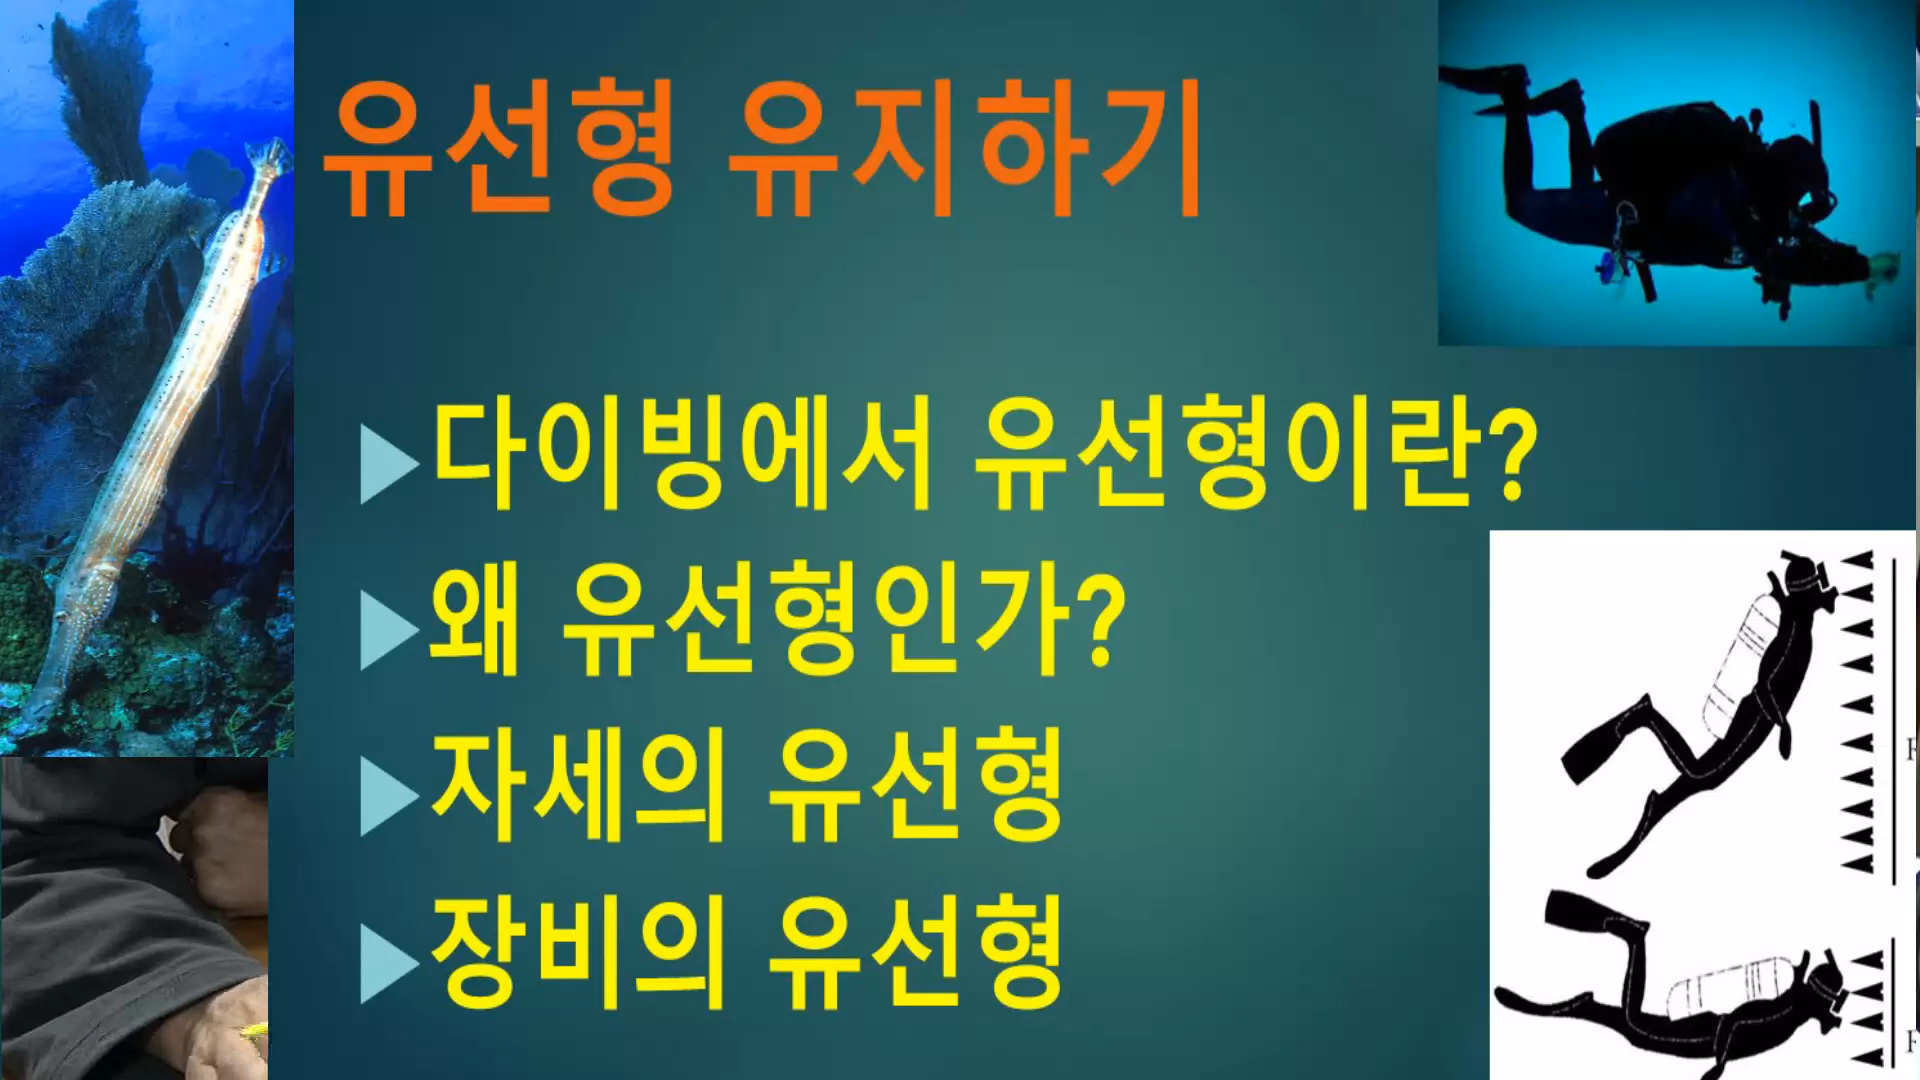 유선형 유지하기
다이빙에서 유선형이란?
왜 유선형인가?
자세의 유선형
장비의 유선형